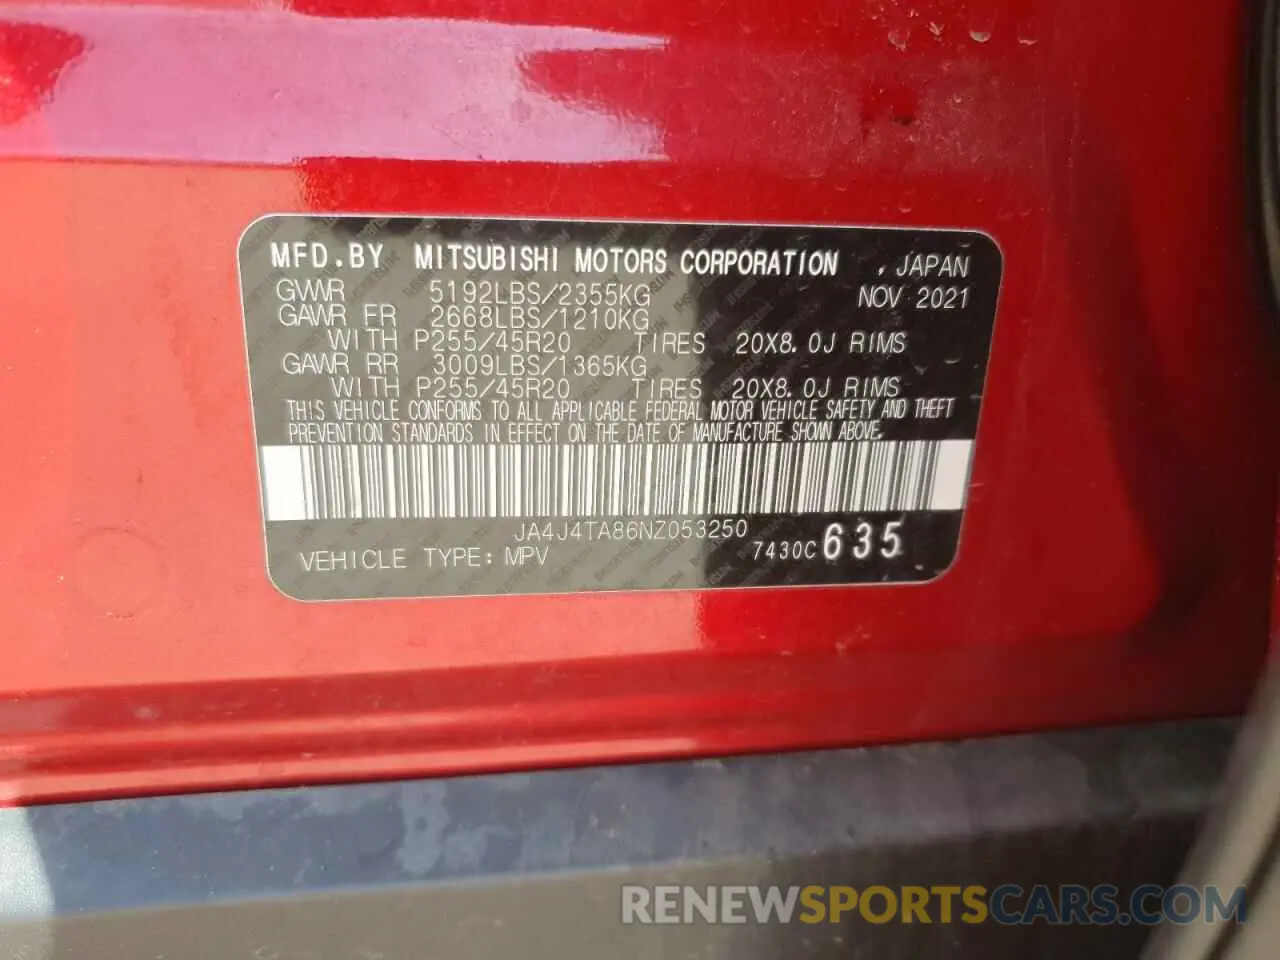 MFD.BY MITSUBISHI MOTORS CORPORATION , JAPAN
GVWR 5192LBS/2355KG NOV 2021
GAWR FR 2668LBS/1210KG
WITH P255/45R20 TIRES 20X8.0J RIMS
GAWR RR 3009LBS/1365KG
WITH P255/45R20 TIRES 20X8.0J RIMS
THIS VEHICLE CONFORMS TO ALL APPLICABLE FEDERAL MOTOR VEHICLE SAFETY AND THEFT
PREVENTION STANDARDS IN EFFECT ON THE DATE OF MANUFACTURE SHOWN ABOVE.
JA4J4TA86NZ053250
VEHICLE TYPE: MPV 7430C 635
RENEWSPORTSCARS.COM